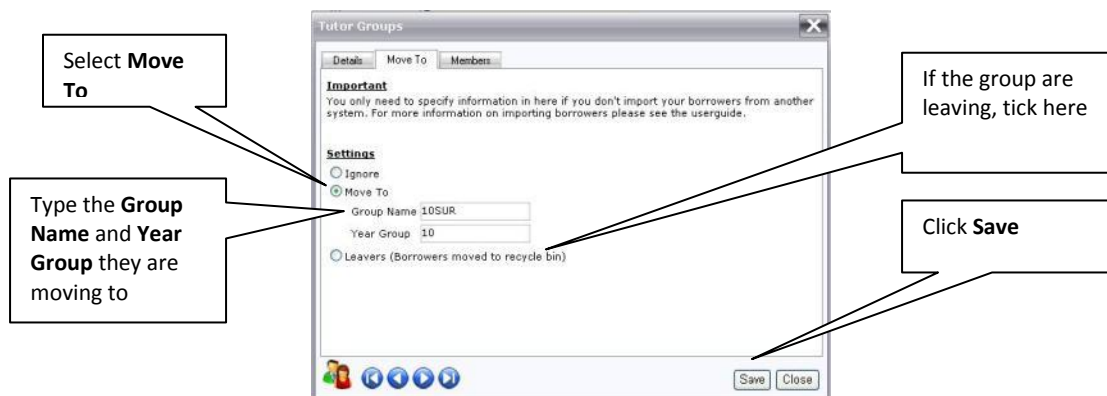 Tutor Groups
Select Move
To
Details Move To Members
Important
You only need to specify information in here if you don't import your borrowers from another
system. For more information on importing borrowers please see the userguide.
If the group are
leaving, tick here
Settings
Ignore
Move To
Group Name 10SUR
Year Group 10
Leavers (Borrowers moved to recycle bin)
Type the Group
Name and Year
Group they are
moving to
Click Save
Save Close